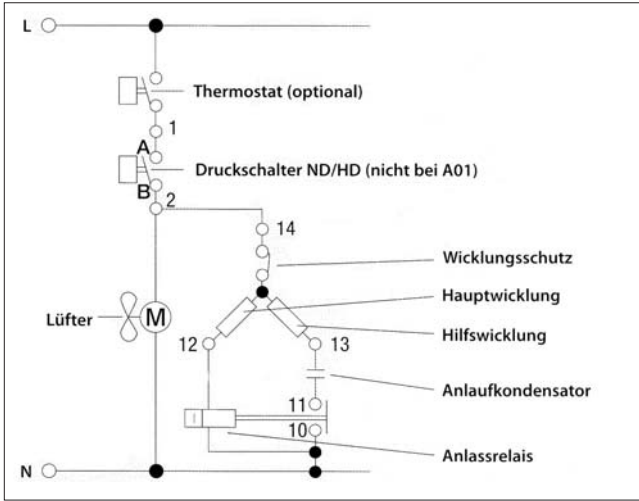 L
Thermostat (optional)
1
A
Druckschalter ND/HD (nicht bei A01)
B
2
14
Wicklungsschutz
Hauptwicklung
Lüfter
M
12
13
Hilfswicklung
Anlaufkondensator
11
10
Anlassrelais
N